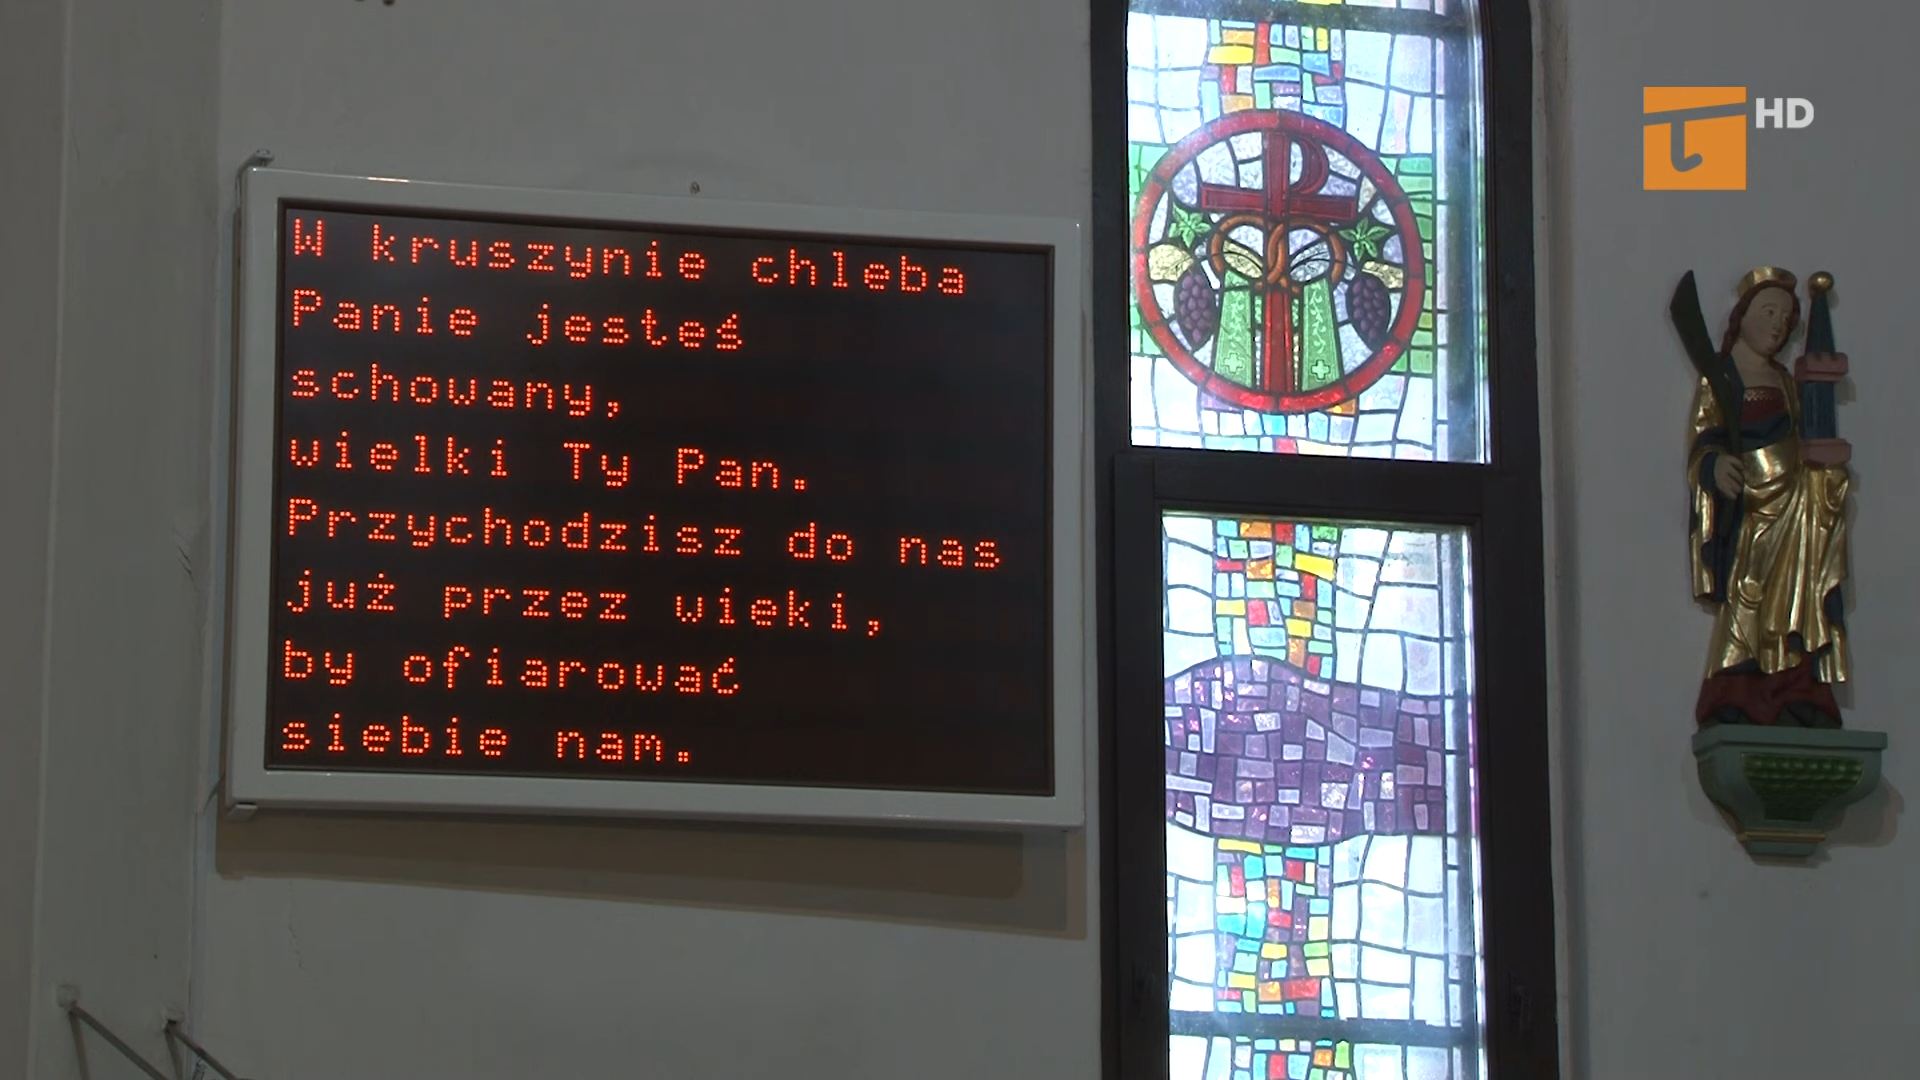 W kruszynie chleba
Panie jesteś
schowany,
wielki Ty Pan.
Przychodzisz do nas
już przez wieki,
by ofiarować
siebie nam.
t HD